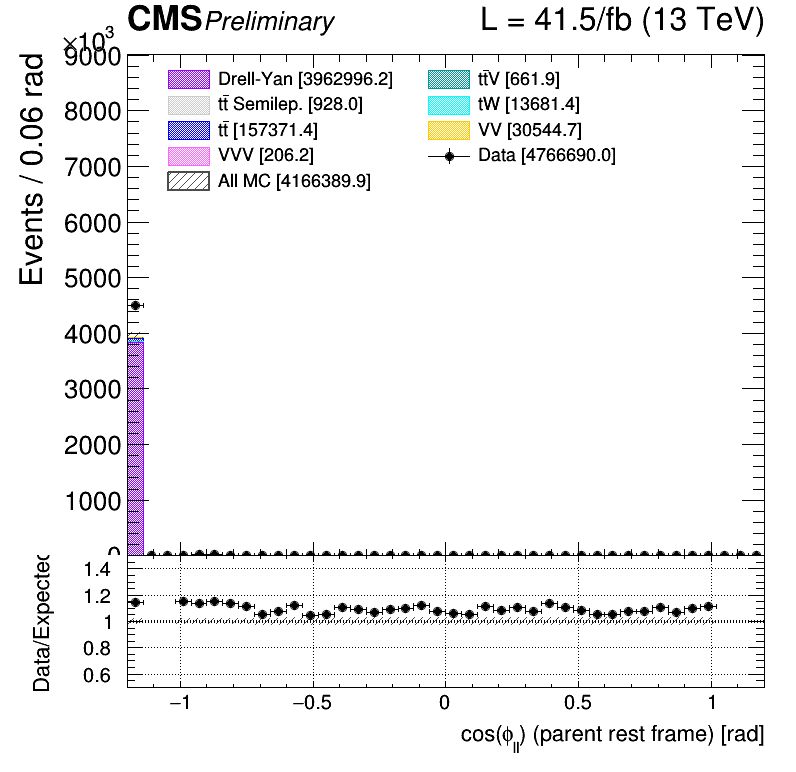 CMS Preliminary L = 41.5/fb (13 TeV)
×10³
Events / 0.06 rad
9000
8000
7000
6000
5000
4000
3000
2000
1000
0
Drell-Yan [3962996.2]
tt̄ Semilep. [928.0]
tt̄ [157371.4]
VVV [206.2]
All MC [4166389.9]
tt̄V [661.9]
tW [13681.4]
VV [30544.7]
Data [4766690.0]
Data/Expected
1.4
1.2
1
0.8
0.6
−1 −0.5 0 0.5 1
cos(ϕ_ll) (parent rest frame) [rad]